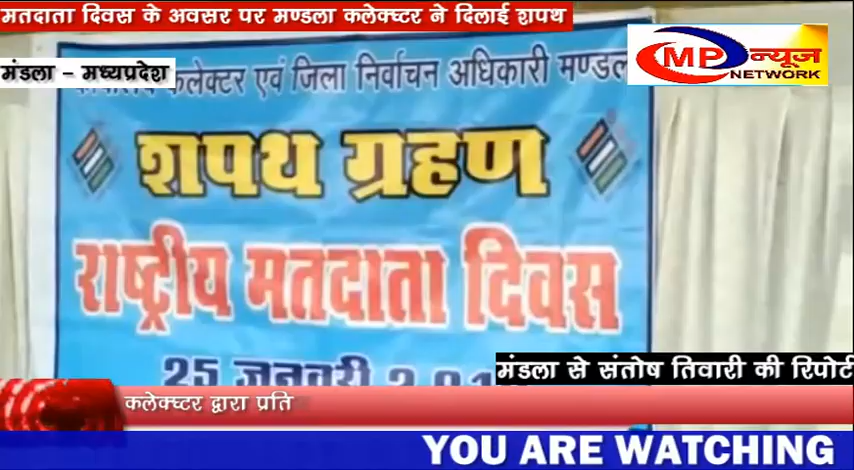 मतदाता दिवस के अवसर पर मण्डला कलेक्ट्टर ने दिलाई शपथ
MP न्यूज़
NETWORK
मंडला - मध्यप्रदेश
कलेक्टर एवं जिला निर्वाचन अधिकारी मण्डला
शपथ ग्रहण
राष्ट्रीय मतदाता दिवस
25 जनवरी
मंडला से संतोष तिवारी की रिपोर्ट
कलेक्ट्टर द्वारा प्रति
YOU ARE WATCHING